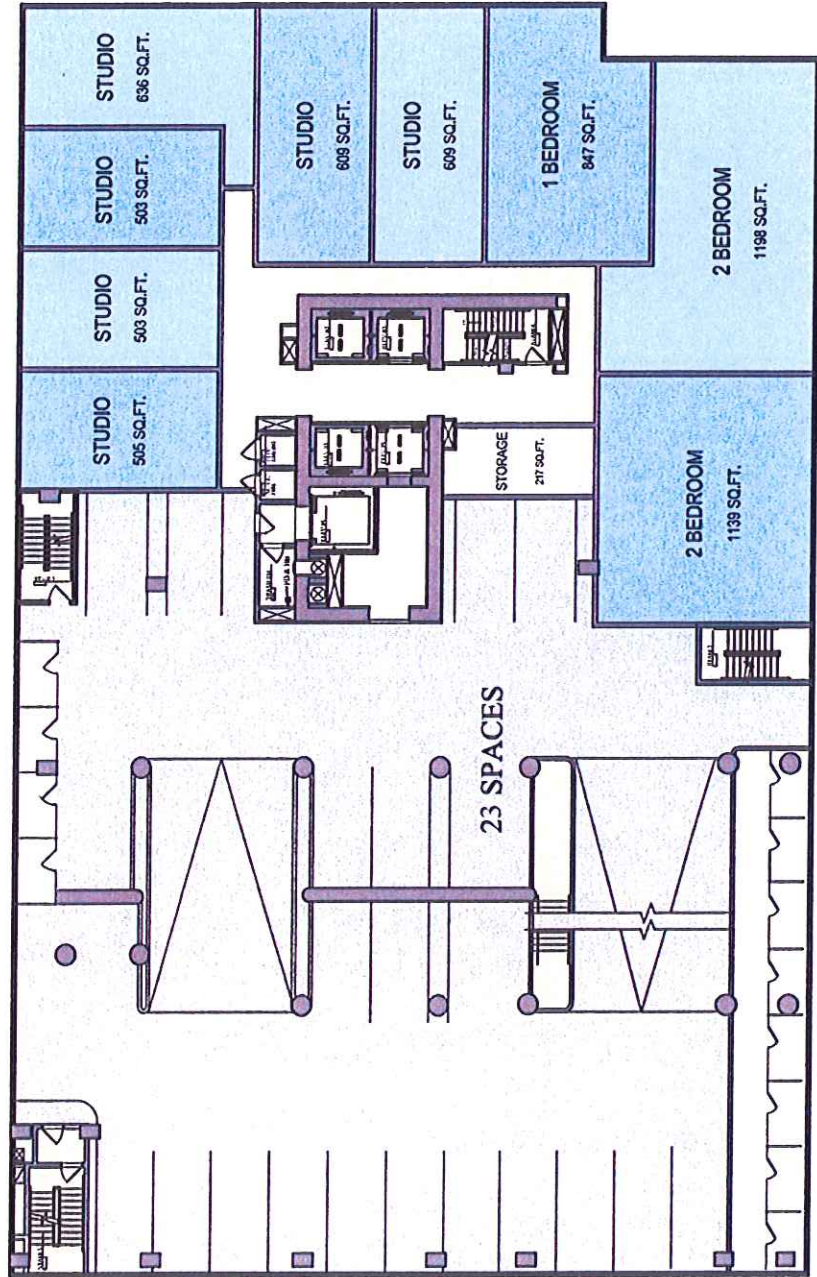 STUDIO
636 SQ.FT.
STUDIO
503 SQ.FT.
STUDIO
503 SQ.FT.
STUDIO
505 SQ.FT.
STUDIO
609 SQ.FT.
STUDIO
609 SQ.FT.
1 BEDROOM
847 SQ.FT.
2 BEDROOM
1198 SQ.FT.
2 BEDROOM
1139 SQ.FT.
STORAGE
217 SQ.FT.
23 SPACES